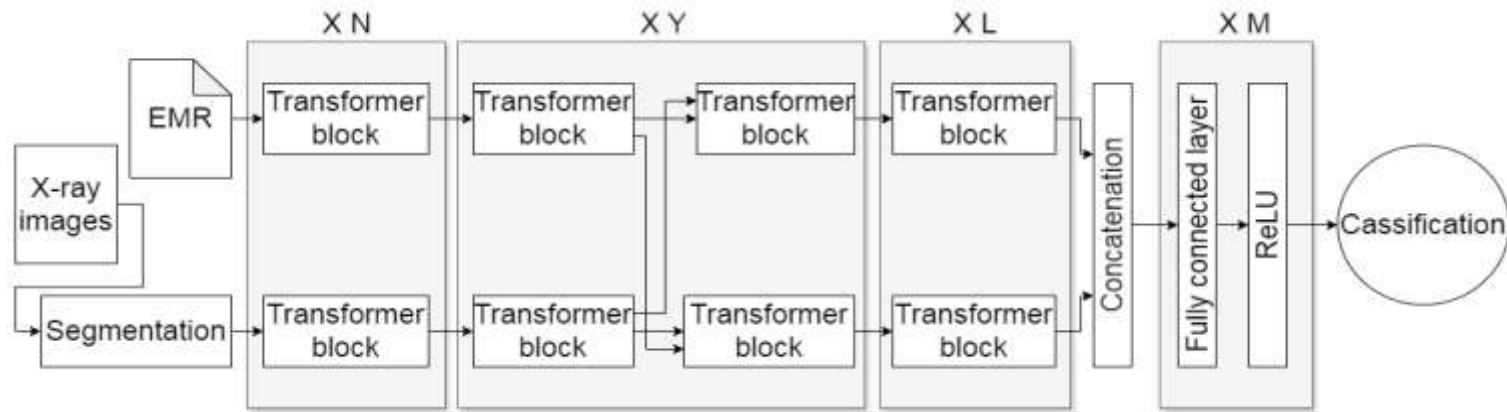 X N
X Y
X L
X M
EMR
Transformer
block
Transformer
block
Transformer
block
Transformer
block
X-ray
images
Segmentation
Transformer
block
Transformer
block
Transformer
block
Transformer
block
Concatenation
Fully connected layer
ReLU
Cassification